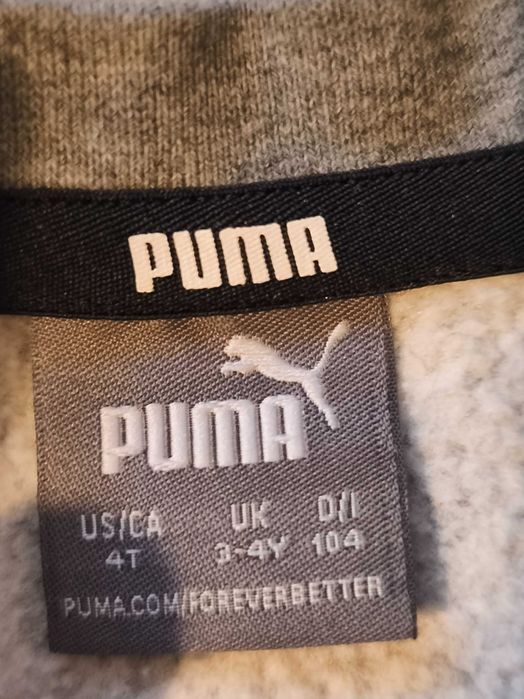 PUMA
PUMA
US/CA UK D/I
4T 3-4Y 104
PUMA.COM/FOREVERBETTER